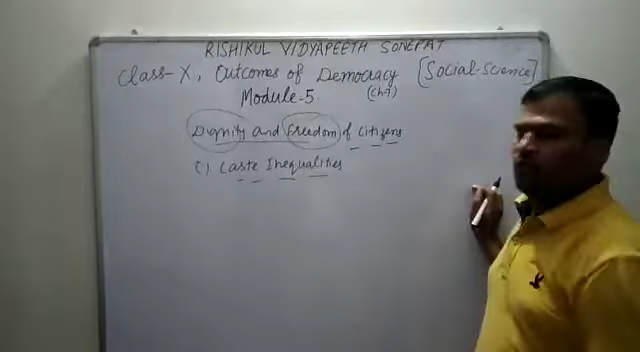 RISHIKUL VIDYAPEETH SONEPAT
Class-X, Outcomes of Democracy [Social-Science]
Module-5 (Ch-7)
Dignity and freedom of citizens
(i) Caste Inequalities